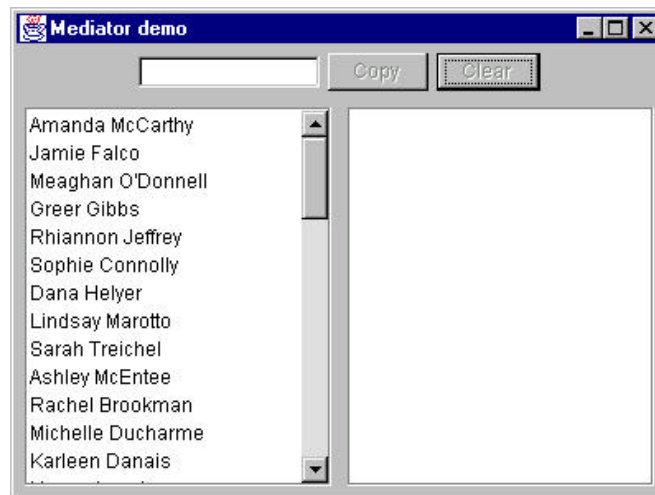 Mediator demo
Copy Clear
Amanda McCarthy
Jamie Falco
Meaghan O'Donnell
Greer Gibbs
Rhiannon Jeffrey
Sophie Connolly
Dana Helyer
Lindsay Marotto
Sarah Treichel
Ashley McEntee
Rachel Brookman
Michelle Ducharme
Karleen Danais